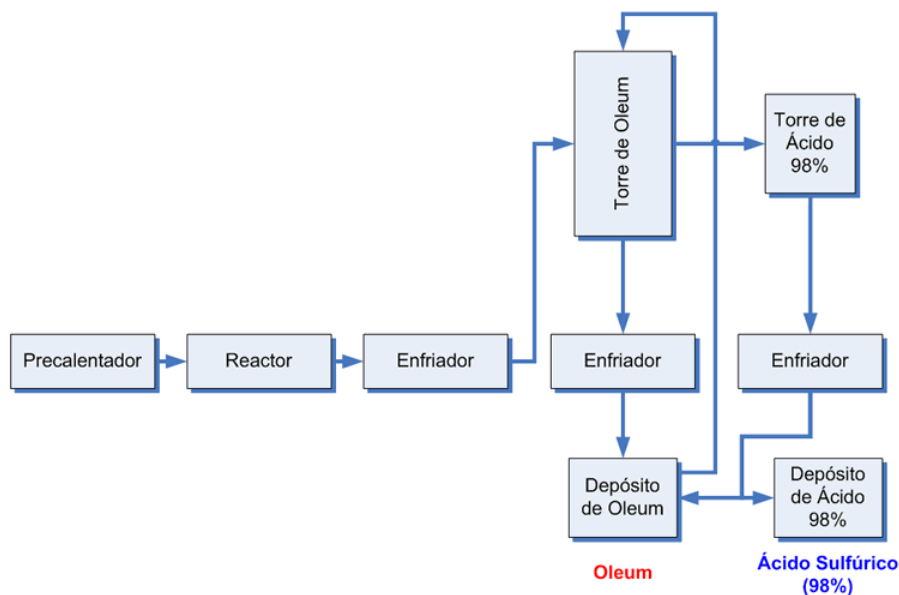 Torre de Oleum
Torre de
Ácido
98%
Precalentador
Reactor
Enfriador
Enfriador
Enfriador
Depósito
de Oleum
Depósito
de Ácido
98%
Oleum
Ácido Sulfúrico
(98%)